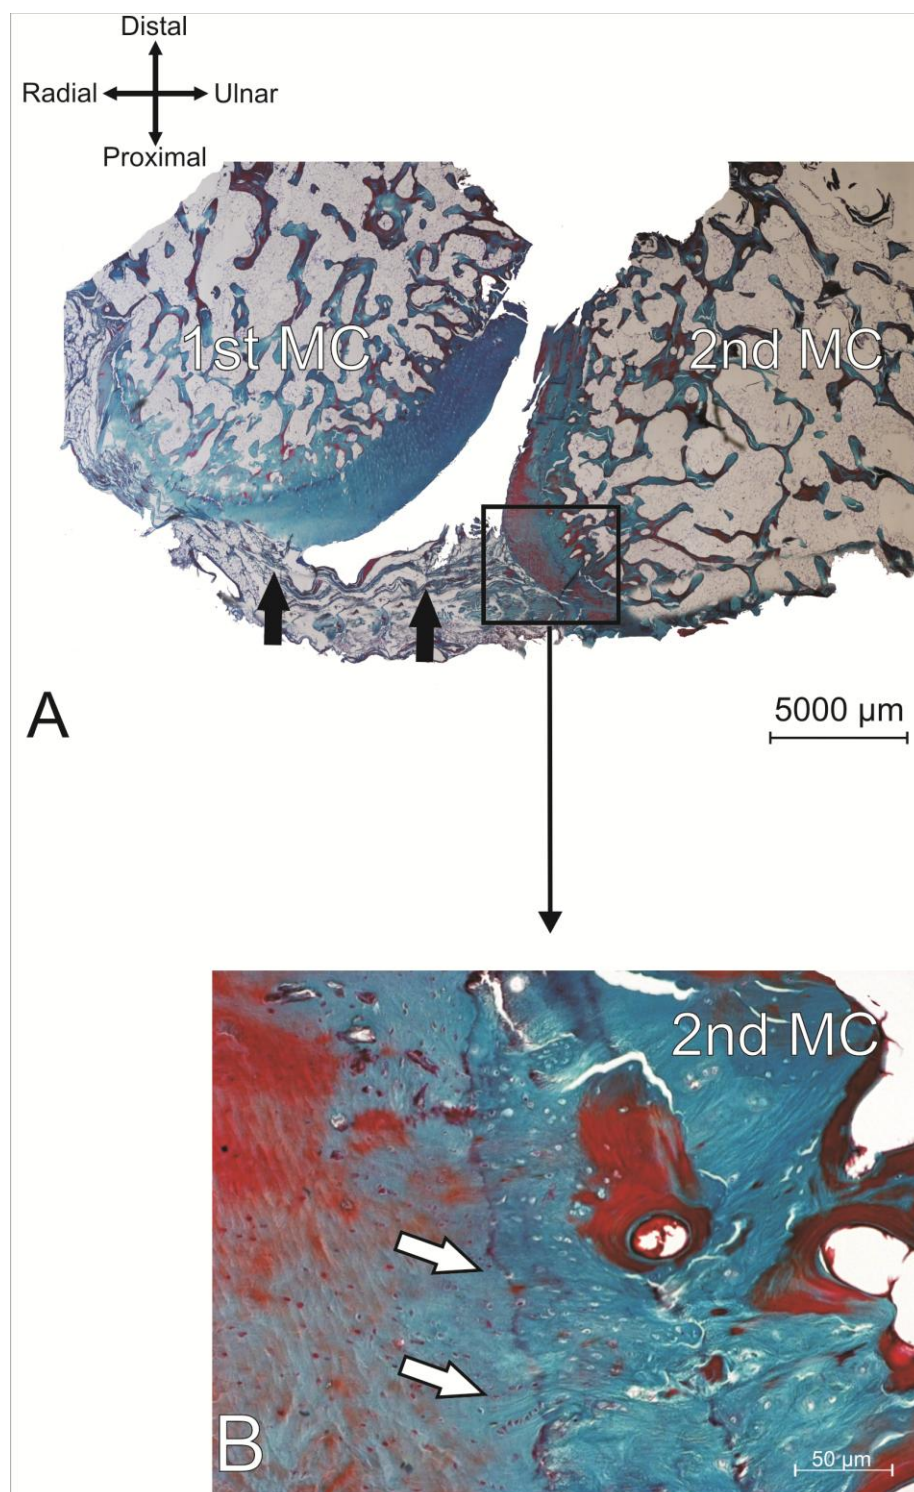 Distal
Radial
Ulnar
Proximal
1st MC
2nd MC
A
5000 µm
2nd MC
B
50 µm